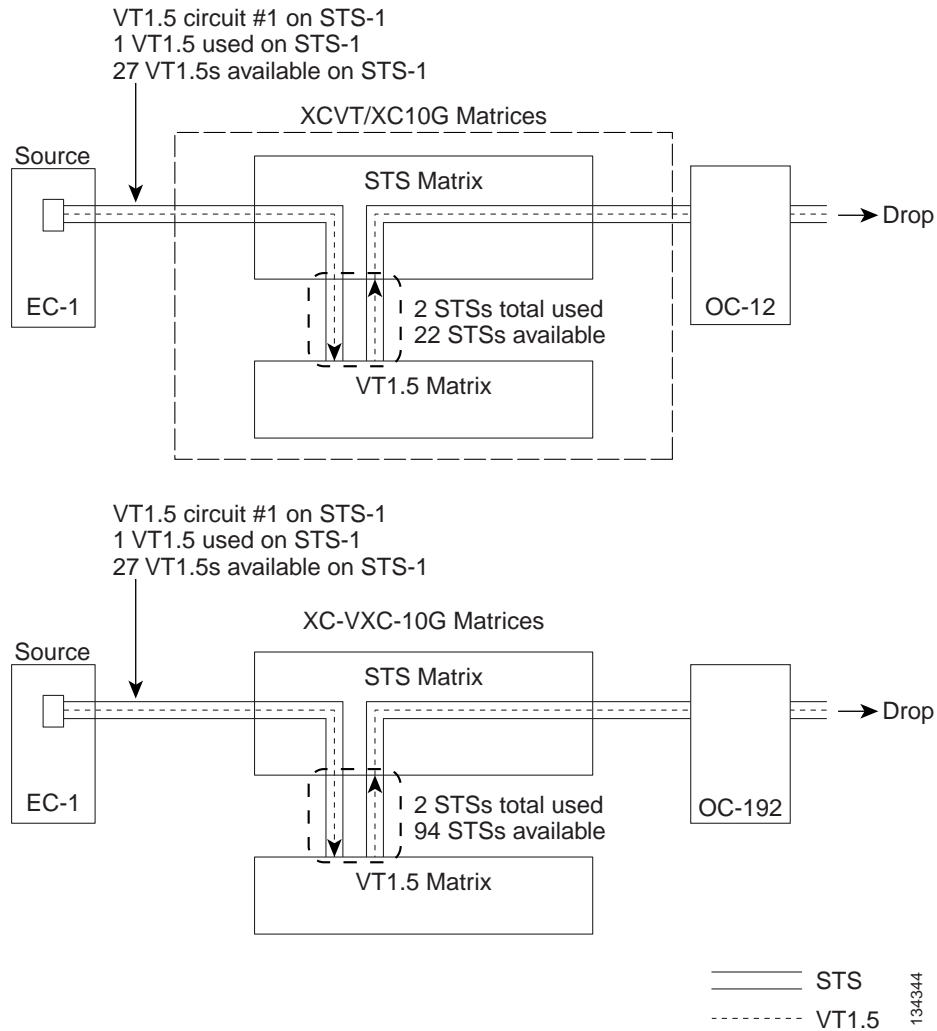 VT1.5 circuit #1 on STS-1
1 VT1.5 used on STS-1
27 VT1.5s available on STS-1
XCVT/XC10G Matrices
Source
STS Matrix
Drop
EC-1
2 STSs total used
22 STSs available
OC-12
VT1.5 Matrix
VT1.5 circuit #1 on STS-1
1 VT1.5 used on STS-1
27 VT1.5s available on STS-1
XC-VXC-10G Matrices
Source
STS Matrix
Drop
EC-1
2 STSs total used
94 STSs available
OC-192
VT1.5 Matrix
STS
VT1.5
134344